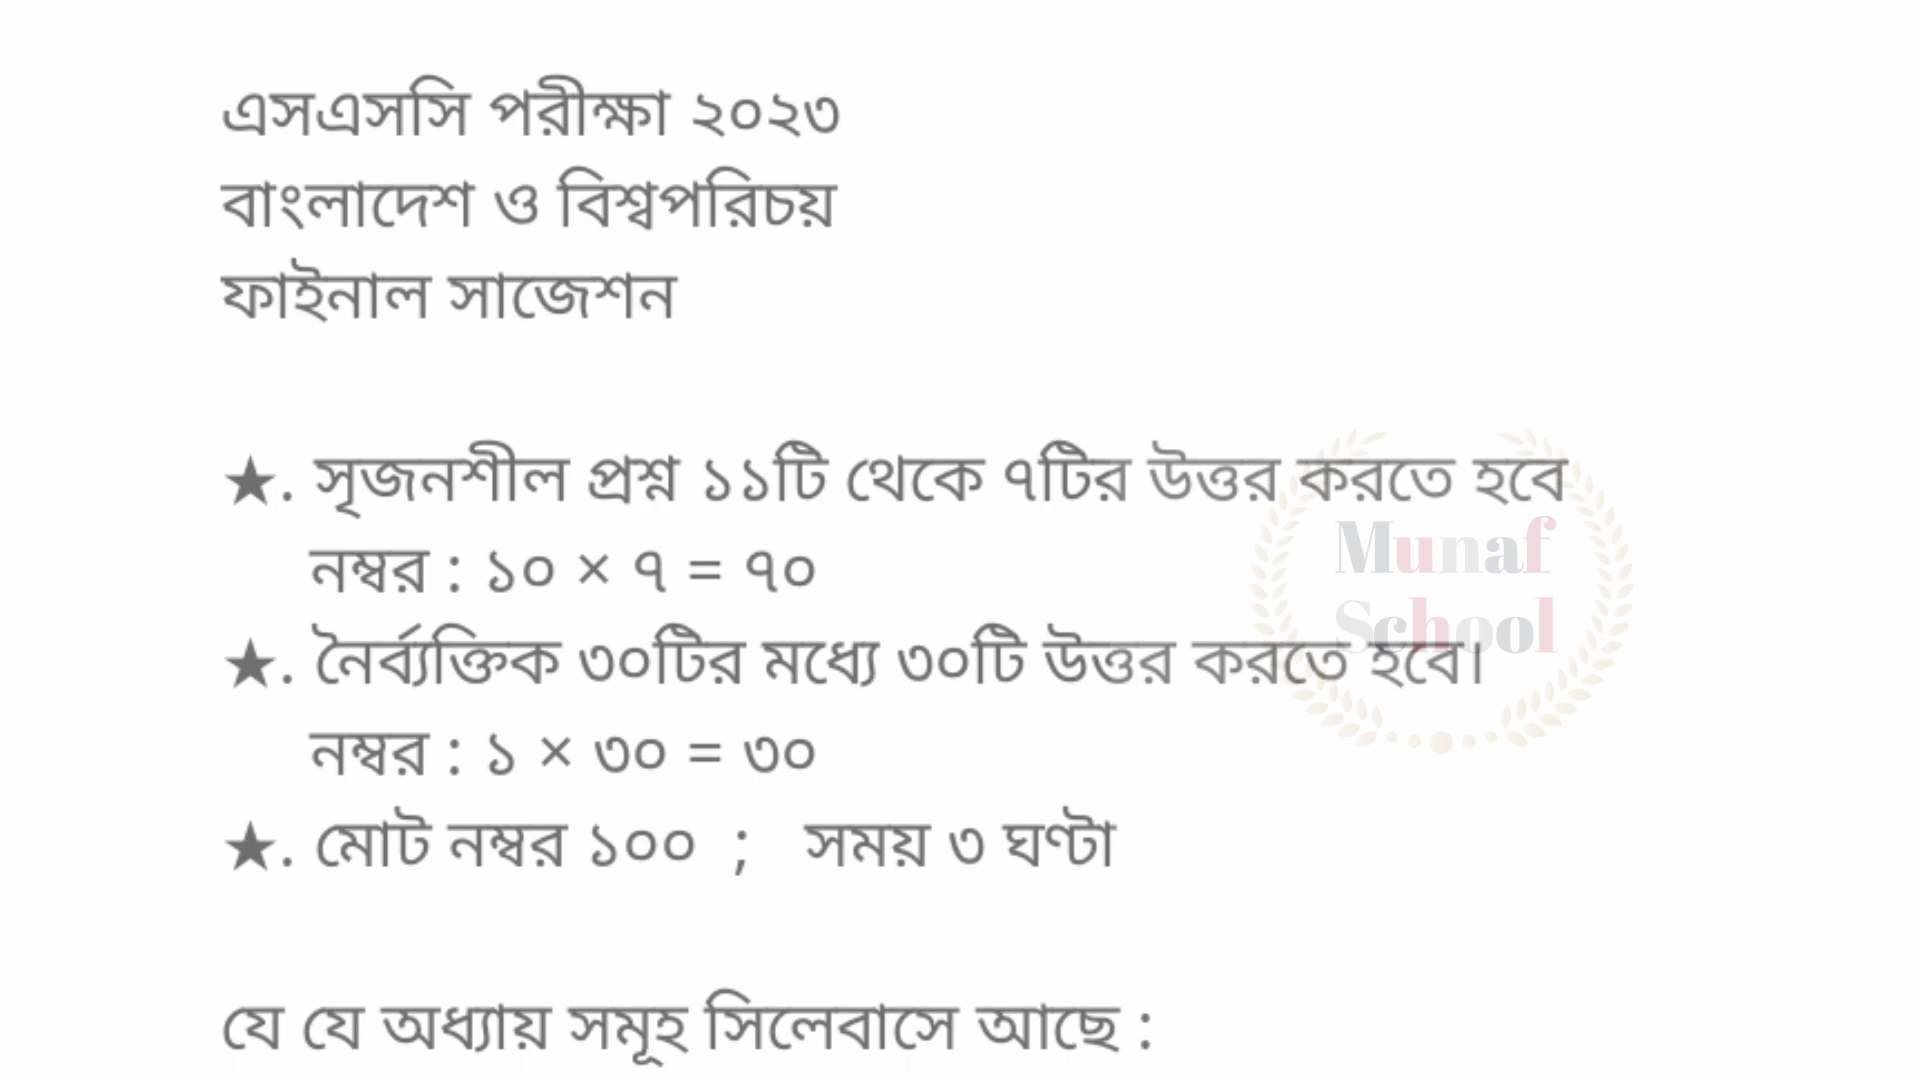 এসএসসি পরীক্ষা ২০২৩
বাংলাদেশ ও বিশ্বপরিচয়
ফাইনাল সাজেশন
★. সৃজনশীল প্রশ্ন ১১টি থেকে ৭টির উত্তর করতে হবে
নম্বর : ১০ × ৭ = ৭০
Munaf
School
★. নৈর্ব্যক্তিক ৩০টির মধ্যে ৩০টি উত্তর করতে হবে।
নম্বর : ১ × ৩০ = ৩০
★. মোট নম্বর ১০০ ; সময় ৩ ঘণ্টা
যে যে অধ্যায় সমূহ সিলেবাসে আছে :